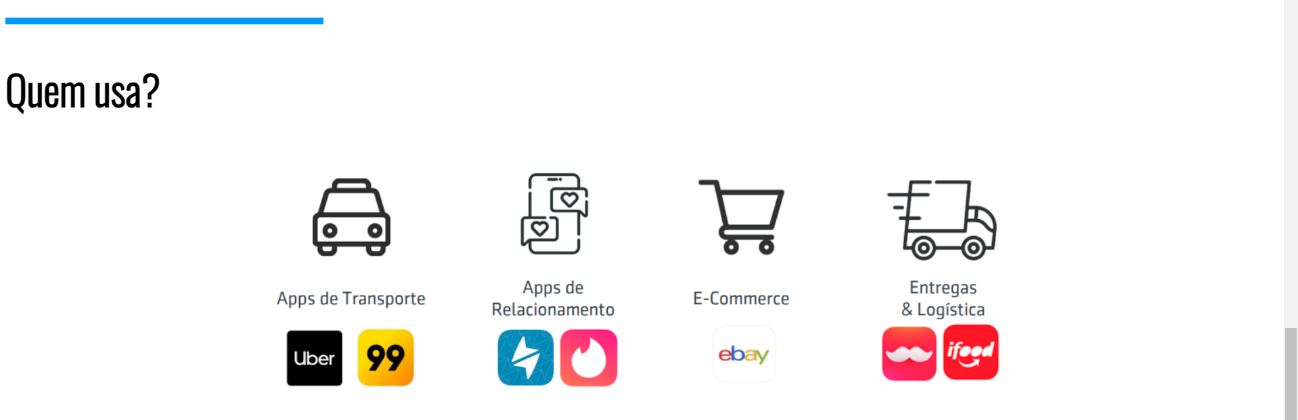 Quem usa?
Apps de Transporte
Apps de
Relacionamento
E-Commerce
Entregas
& Logística
Uber
99
ebay
ifood